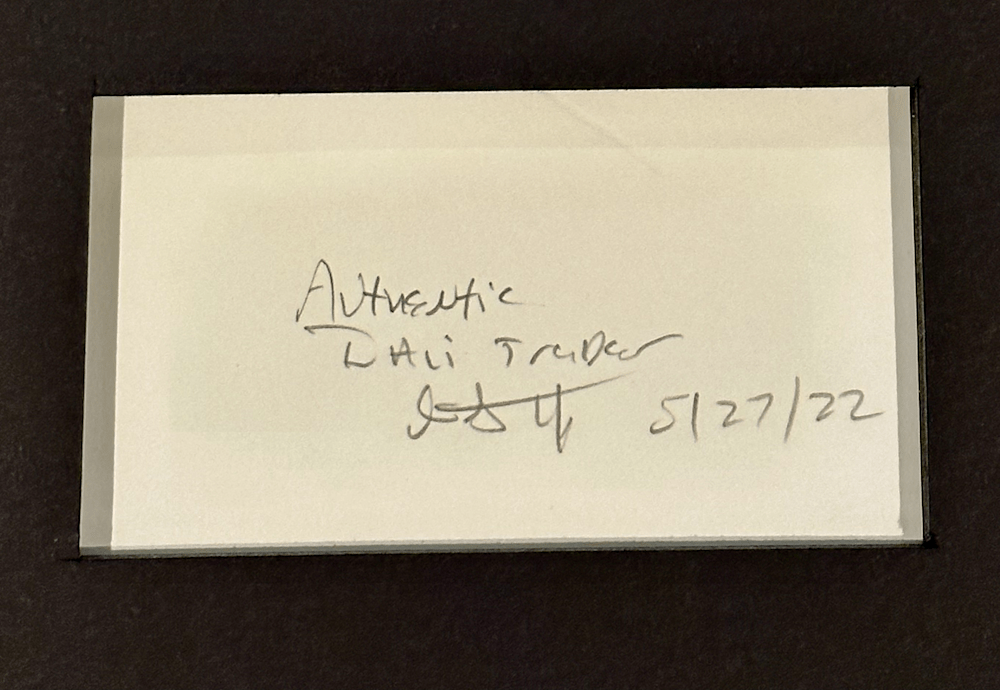 Authentic
Dali Trader
5/27/22